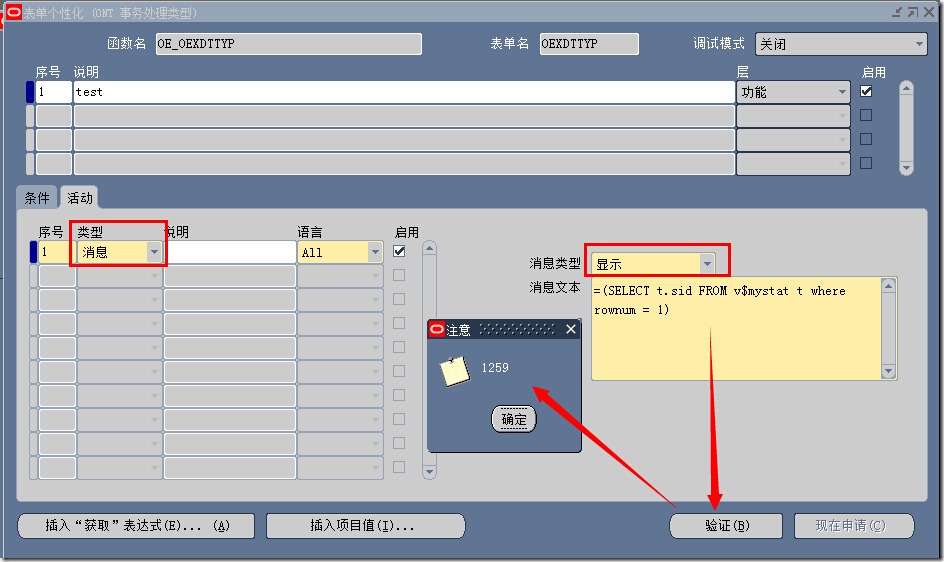 表单个性化 (ONT 事务处理类型)
函数名 OE_OEXDTTYP 表单名 OEXDTTYP 调试模式 关闭
序号 说明 层 启用
1 test 功能
条件 活动
序号 类型 说明 语言 启用
1 消息 All
消息类型 显示
消息文本 =(SELECT t.sid FROM v$mystat t where
rownum = 1)
注意
1259
确定
插入“获取”表达式(E)... (A) 插入项目值(I)... 验证(B) 现在申请(C)